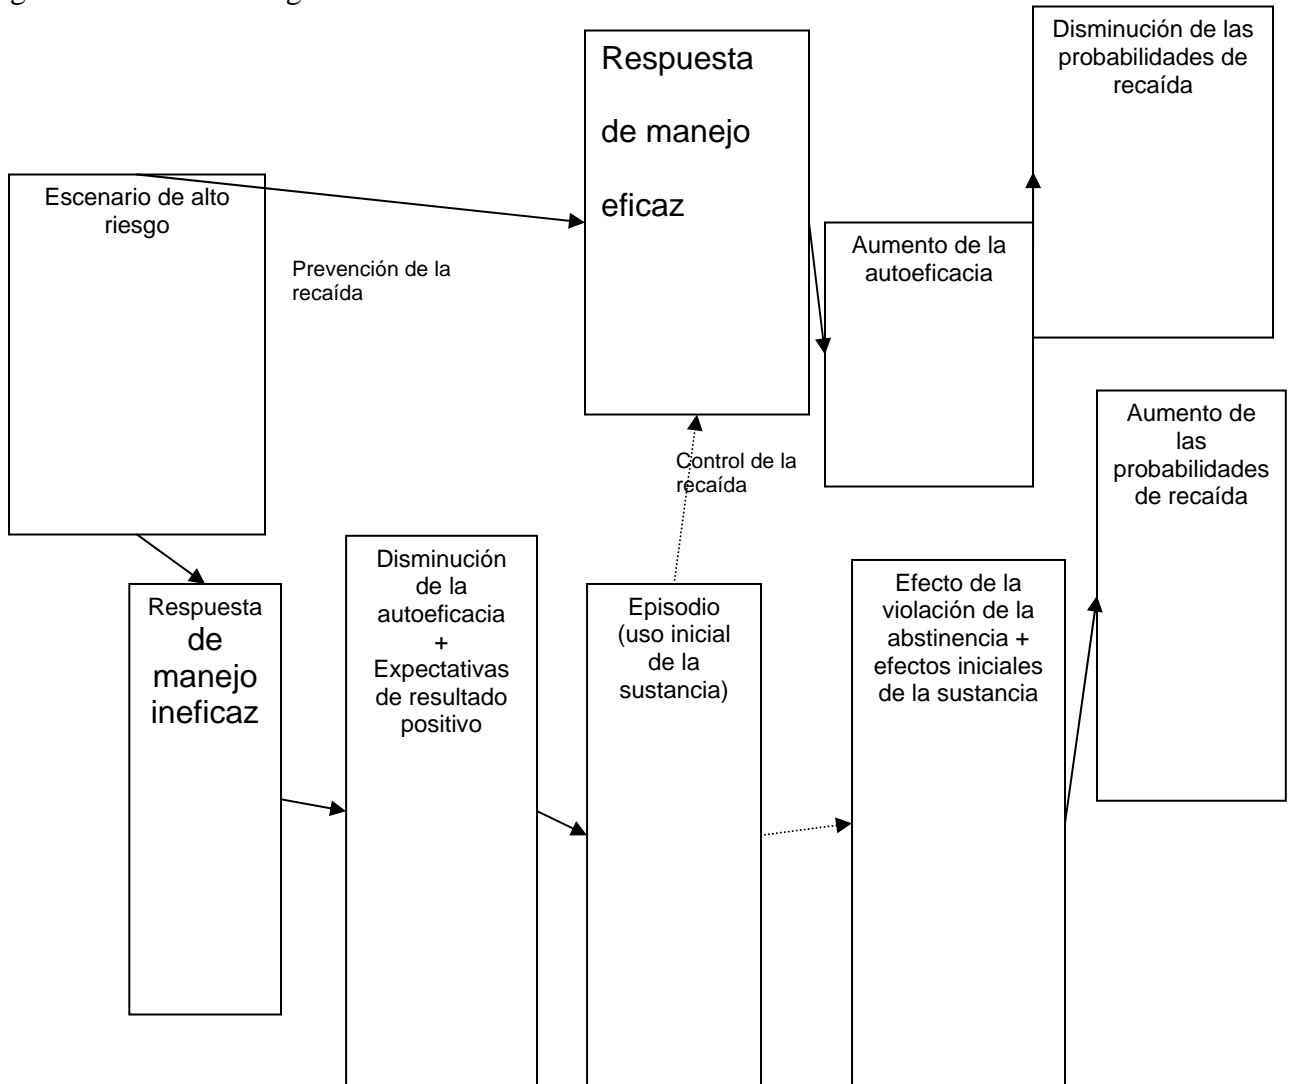 Disminución de las
probabilidades de
recaída
Respuesta
de manejo
eficaz
Escenario de alto
riesgo
Aumento de la
autoeficacia
Prevención de la
recaída
Aumento de
las
probabilidades
de recaída
Control de la
recaída
Disminución
de la
autoeficacia
+
Expectativas
de resultado
positivo
Efecto de la
violación de la
abstinencia +
efectos iniciales
de la sustancia
Respuesta
de
manejo
ineficaz
Episodio
(uso inicial
de la
sustancia)